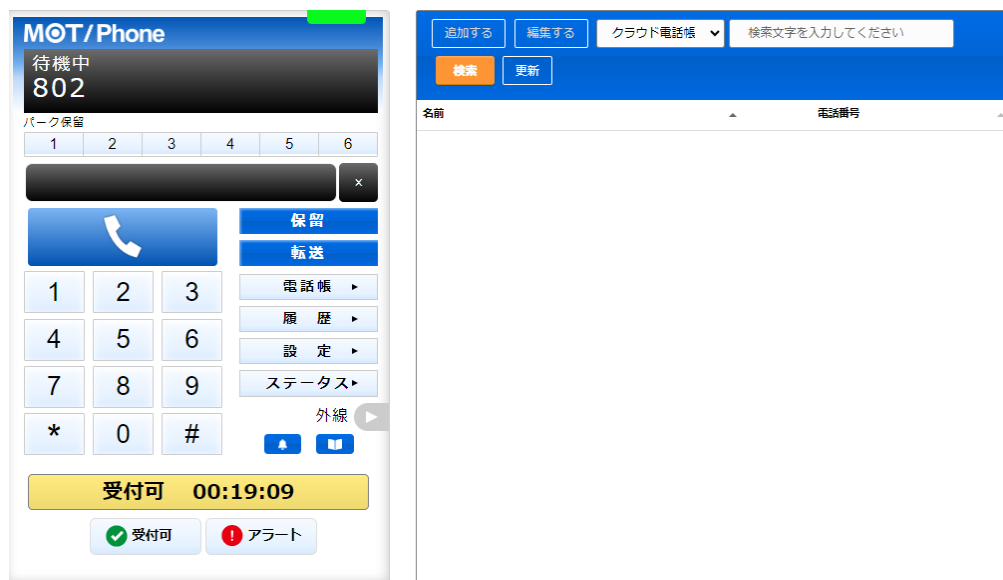 MOT/Phone
待機中
802
パーク保留
1 2 3 4 5 6
x
保留
転送
1 2 3
電話帳
履 歴
4 5 6
設 定
7 8 9
ステータス
外線
* 0 #
受付可 00:19:09
受付可 アラート
追加する 編集する クラウド電話帳 検索文字を入力してください
検索 更新
名前 電話番号